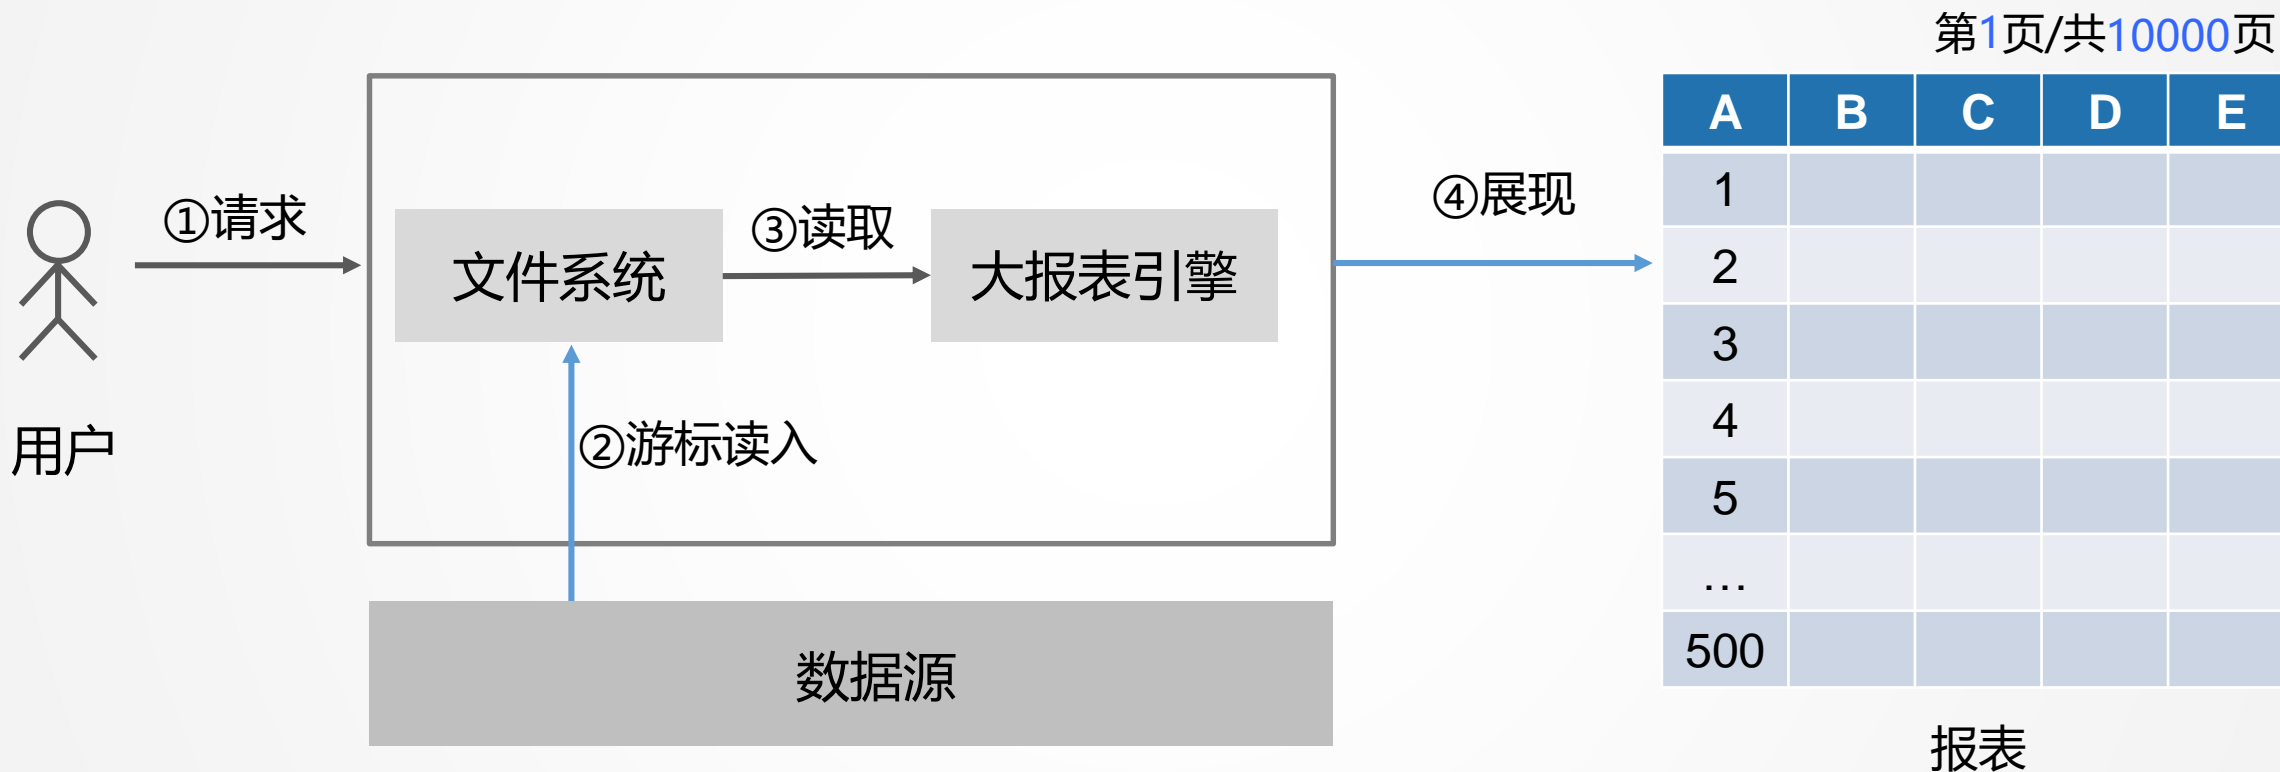 第1页/共10000页
A B C D E
①请求
③读取
④展现
文件系统
大报表引擎
1
2
3
4
5
…
500
用户
②游标读入
数据源
报表